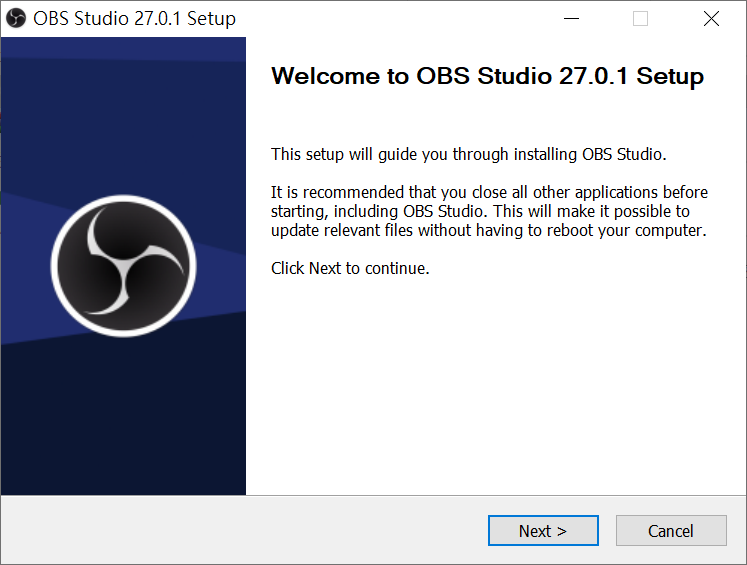 OBS Studio 27.0.1 Setup
Welcome to OBS Studio 27.0.1 Setup
This setup will guide you through installing OBS Studio.
It is recommended that you close all other applications before
starting, including OBS Studio. This will make it possible to
update relevant files without having to reboot your computer.
Click Next to continue.
Next >
Cancel